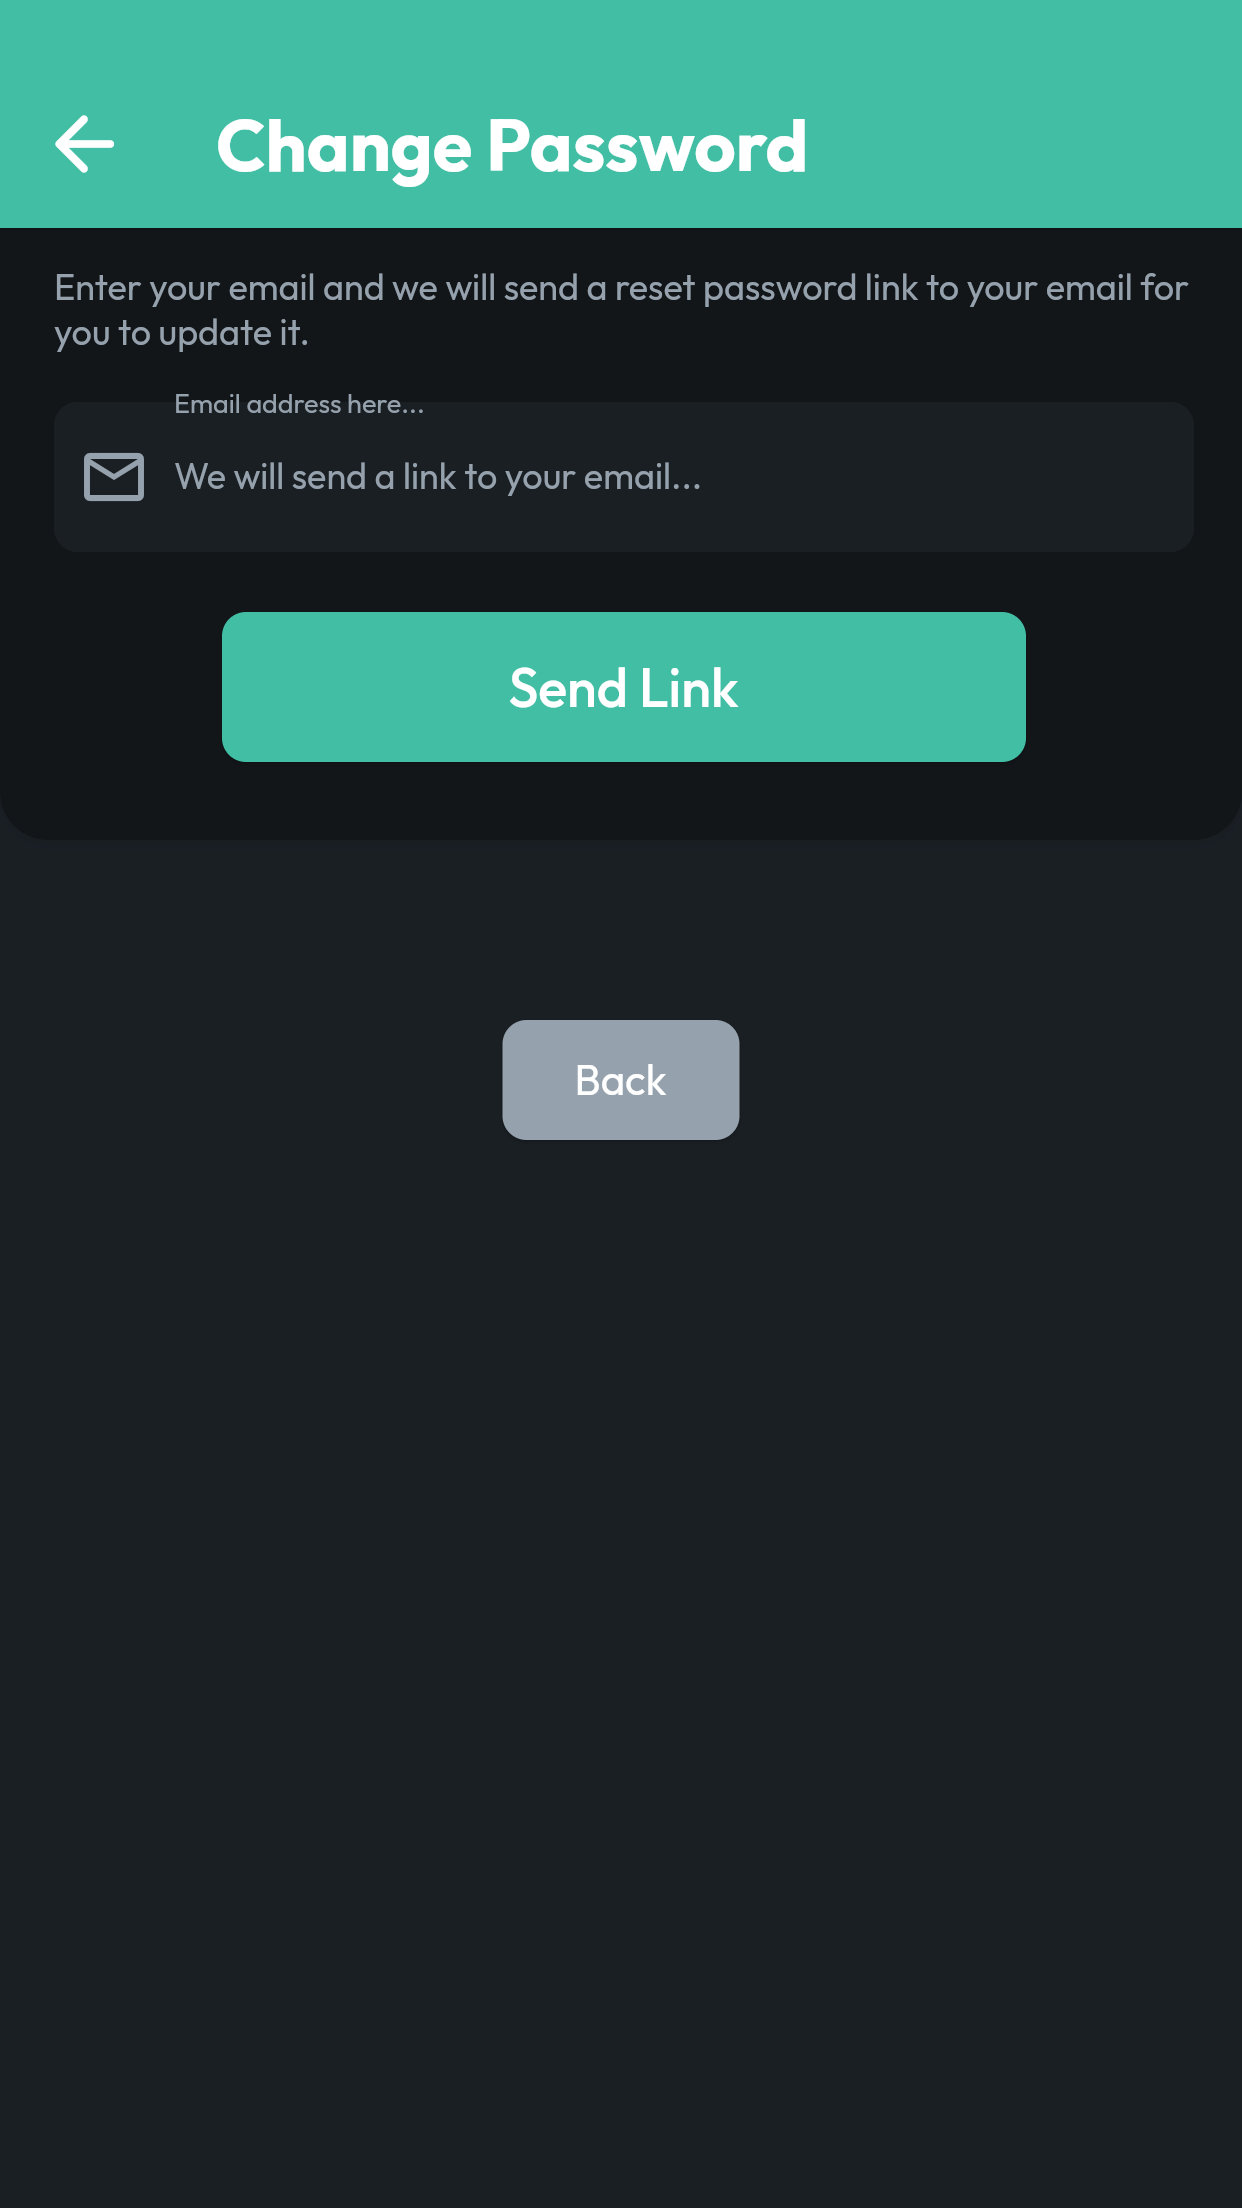 Change Password
Enter your email and we will send a reset password link to your email for
you to update it.
Email address here...
We will send a link to your email...
Send Link
Back